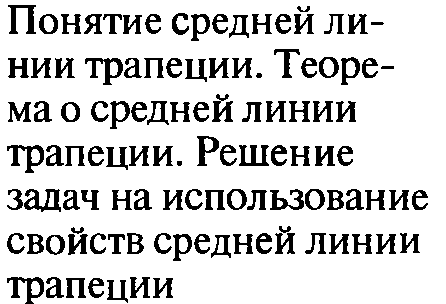 Понятие средней ли-
нии трапеции. Теоре-
ма о средней линии
трапеции. Решение
задач на использование
свойств средней линии
трапеции